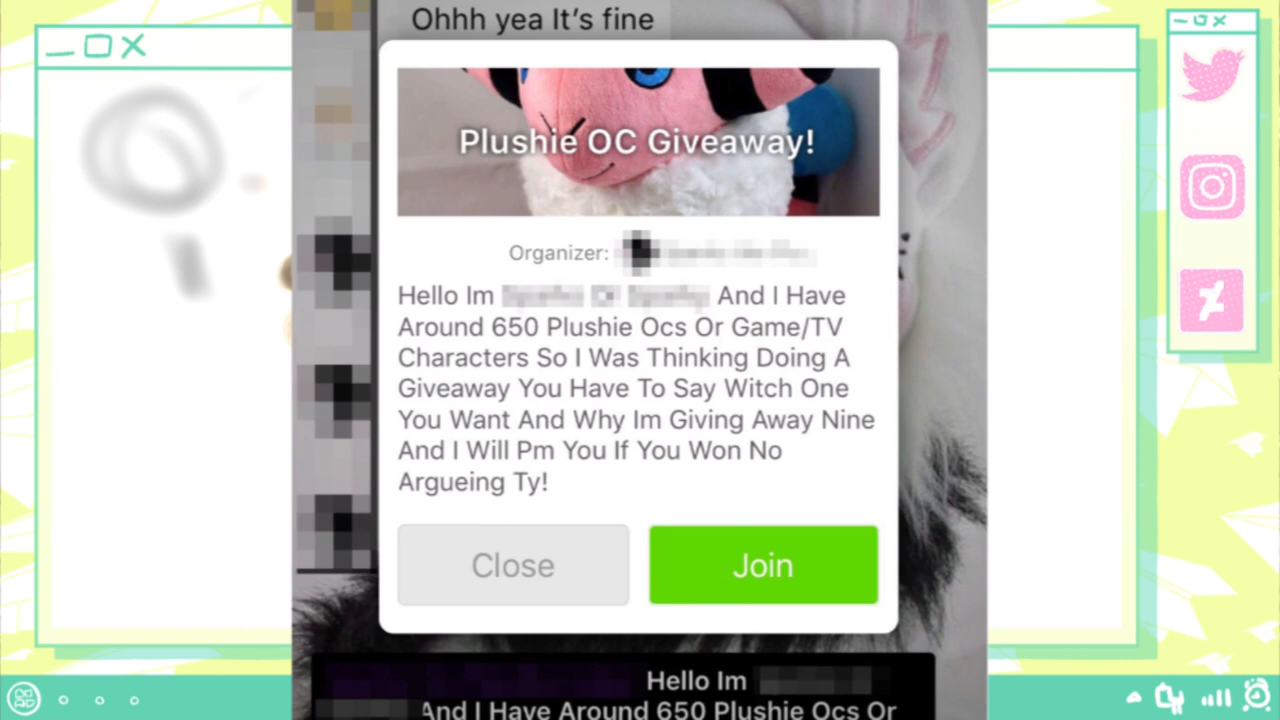 Ohhh yea It's fine
Plushie OC Giveaway!
Organizer:
Hello Im And I Have
Around 650 Plushie Ocs Or Game/TV
Characters So I Was Thinking Doing A
Giveaway You Have To Say Witch One
You Want And Why Im Giving Away Nine
And I Will Pm You If You Won No
Argueing Ty!
Close
Join
Hello Im
And I Have Around 650 Plushie Ocs Or